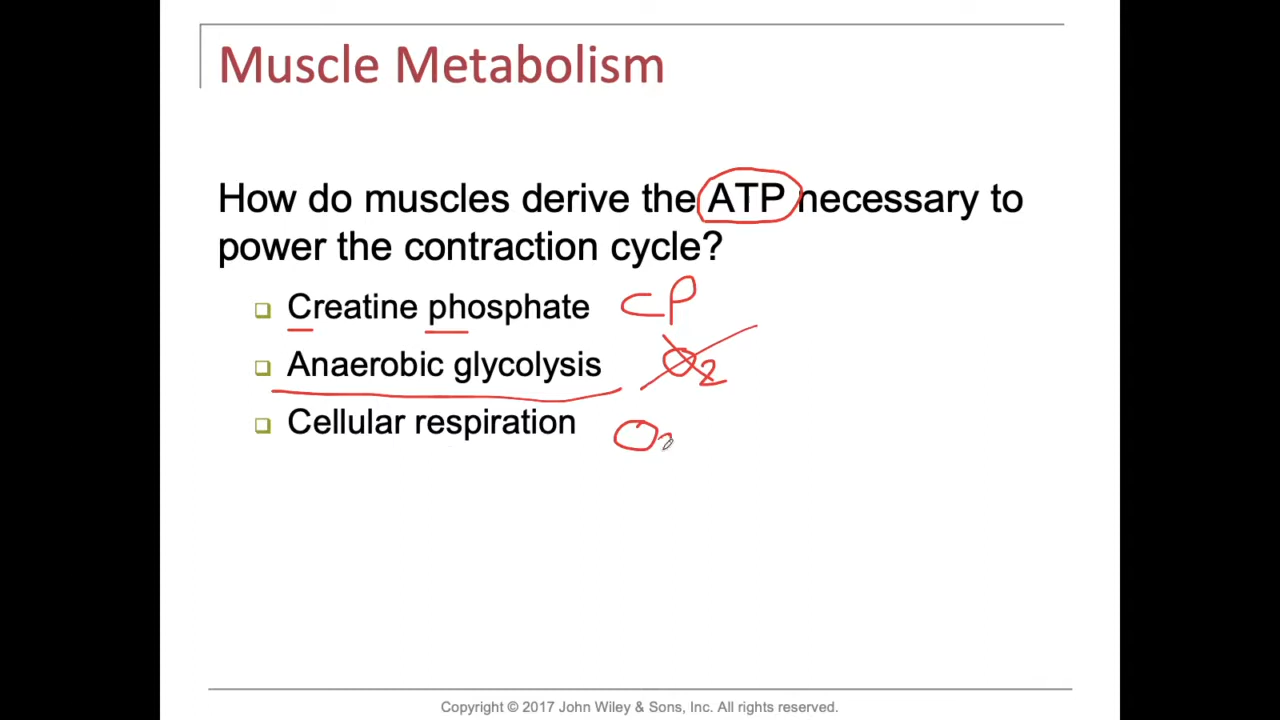 Muscle Metabolism
How do muscles derive the ATP necessary to
power the contraction cycle?
❑ Creatine phosphate CP
❑ Anaerobic glycolysis O2
❑ Cellular respiration O2
Copyright © 2017 John Wiley & Sons, Inc. All rights reserved.